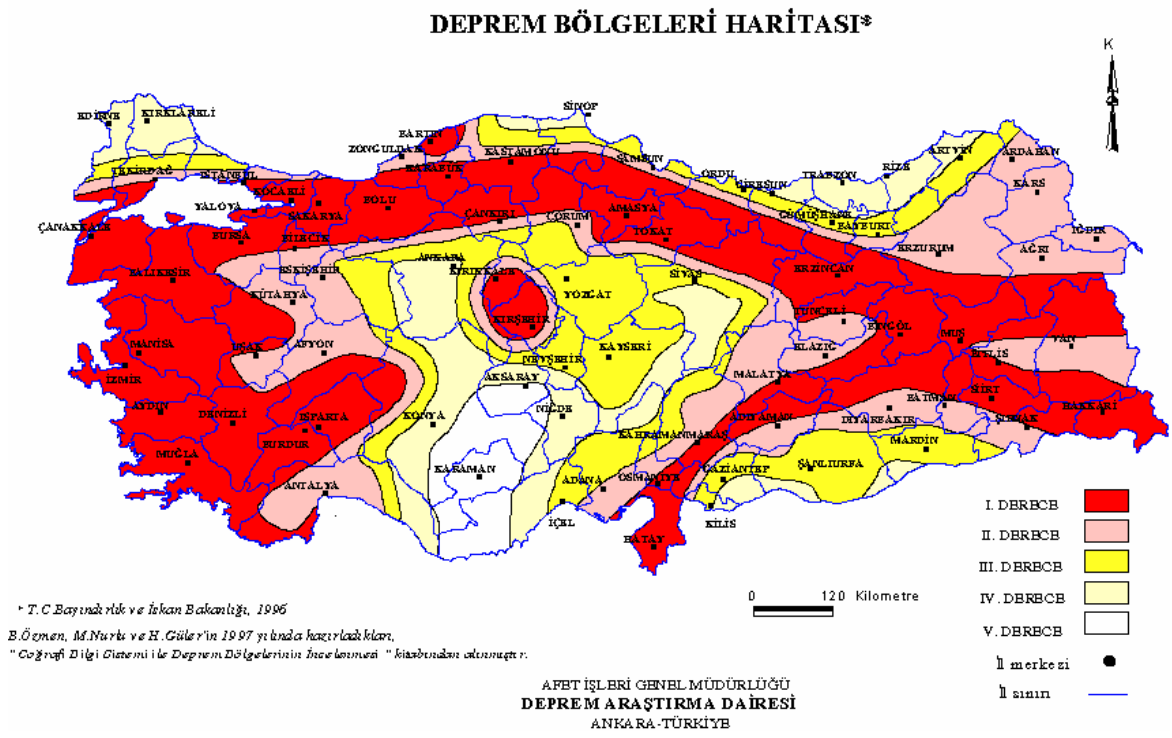 DEPREM BÖLGELERİ HARİTASI*
K
SİNOP
EDİRNE
KIRKLARELİ
BARTIN
ZONGULDAK
KASTAMONU
SAMSUN
ARTVİN
ARDAHAN
TEKİRDAĞ
İSTANBUL
KARABÜK
ORDU
GİRESUN
TRABZON
RİZE
KARS
KOCAELİ
YALOVA
SAKARYA
BOLU
ÇANKIRI
ÇORUM
AMASYA
TOKAT
GÜMÜŞHANE
BAYBURT
ERZURUM
IĞDIR
AĞRI
ÇANAKKALE
BURSA
BİLECİK
ANKARA
KIRIKKALE
ESKİŞEHİR
BALIKESİR
KÜTAHYA
YOZGAT
SİVAS
ERZİNCAN
KIRŞEHİR
TUNCELİ
BİNGÖL
MUŞ
VAN
MANİSA
UŞAK
AFYON
NEVŞEHİR
KAYSERİ
ELAZIĞ
BİTLİS
İZMİR
AKSARAY
MALATYA
SİİRT
AYDIN
DENİZLİ
ISPARTA
KONYA
NİĞDE
ADIYAMAN
DİYARBAKIR
BATMAN
HAKKARİ
BURDUR
KAHRAMANMARAŞ
MARDİN
ŞIRNAK
MUĞLA
KARAMAN
ANTALYA
ADANA
OSMANİYE
GAZİANTEP
ŞANLIURFA
İÇEL
KİLİS
HATAY
I. DERECE
II. DERECE
III. DERECE
IV. DERECE
V. DERECE
İl merkezi
İl sınırı
0 120 Kilometre
* T.C.Bayındırlık ve İskan Bakanlığı, 1996
B.Özmen, M.Nurlu ve H.Güler'in 1997 yılında hazırladıkları,
" Coğrafi Bilgi Sistemi ile Deprem Bölgelerinin İncelenmesi " kitabından alınmıştır.
AFET İŞLERİ GENEL MÜDÜRLÜĞÜ
DEPREM ARAŞTIRMA DAİRESİ
ANKARA-TÜRKİYE